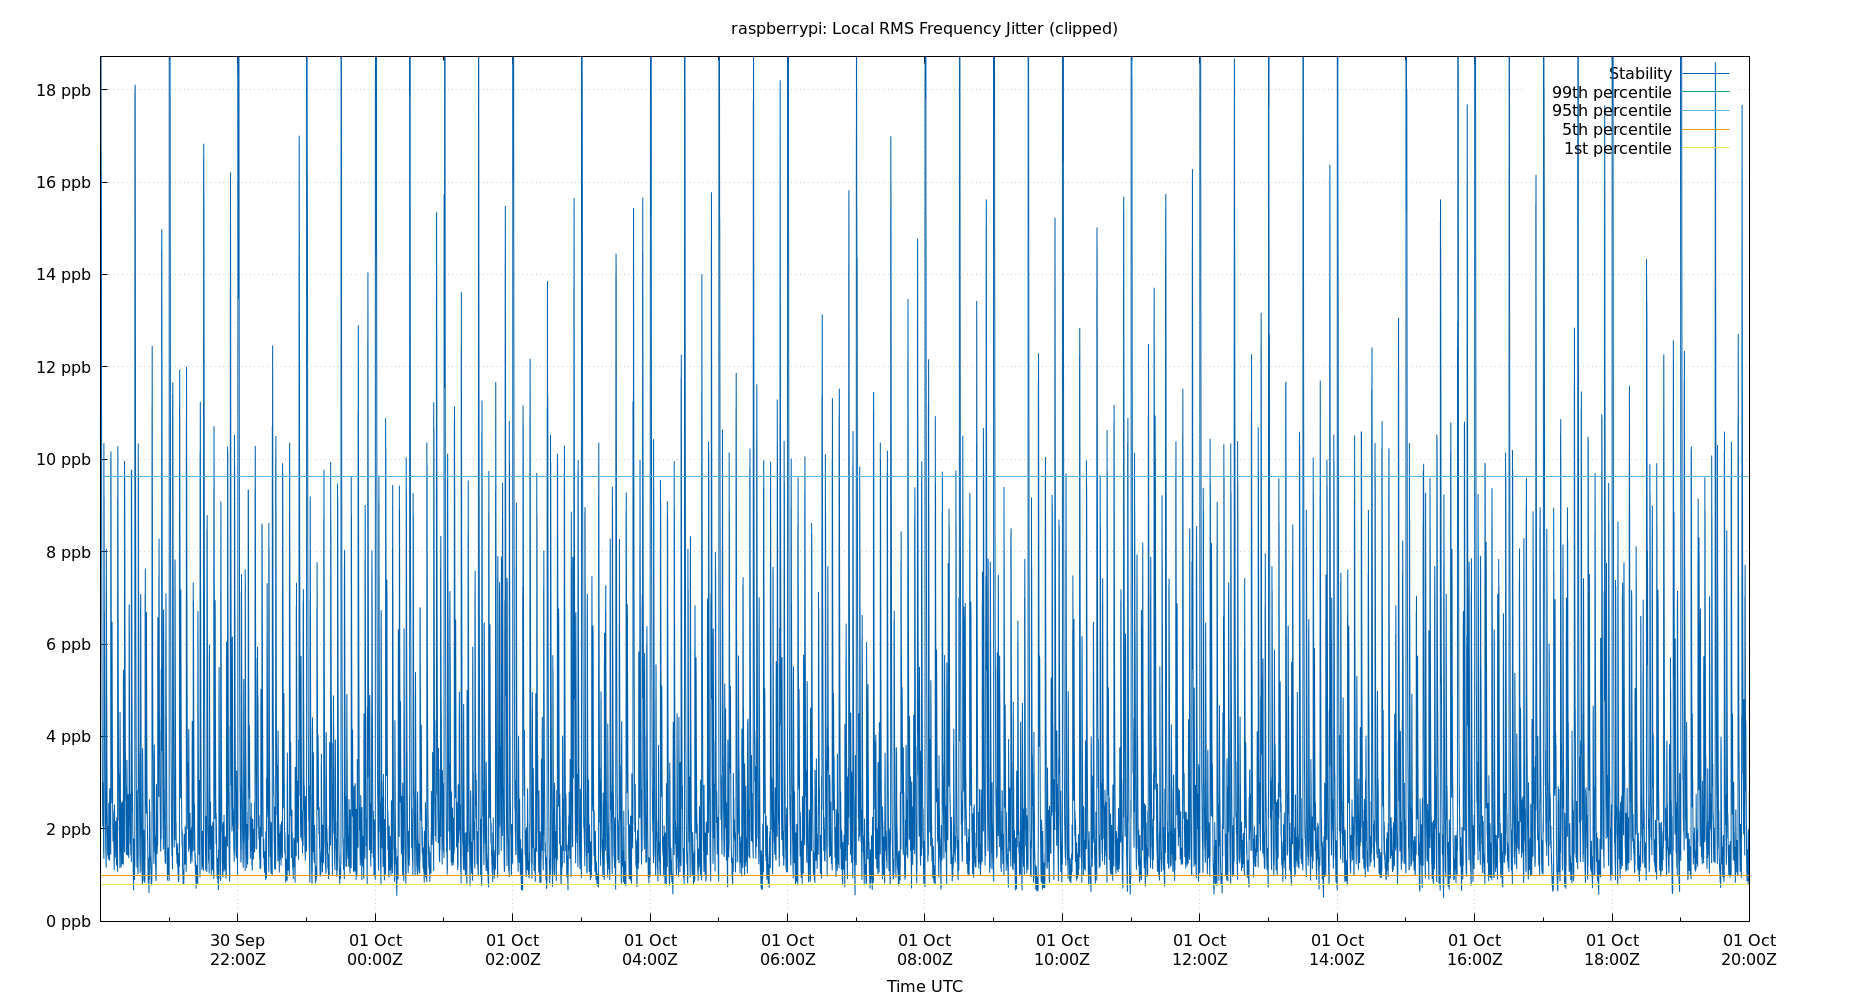 raspberrypi: Local RMS Frequency Jitter (clipped)
18 ppb
16 ppb
14 ppb
12 ppb
10 ppb
8 ppb
6 ppb
4 ppb
2 ppb
0 ppb
Stability
99th percentile
95th percentile
5th percentile
1st percentile
30 Sep
22:00Z
01 Oct
00:00Z
01 Oct
02:00Z
01 Oct
04:00Z
01 Oct
06:00Z
01 Oct
08:00Z
01 Oct
10:00Z
01 Oct
12:00Z
01 Oct
14:00Z
01 Oct
16:00Z
01 Oct
18:00Z
01 Oct
20:00Z
Time UTC